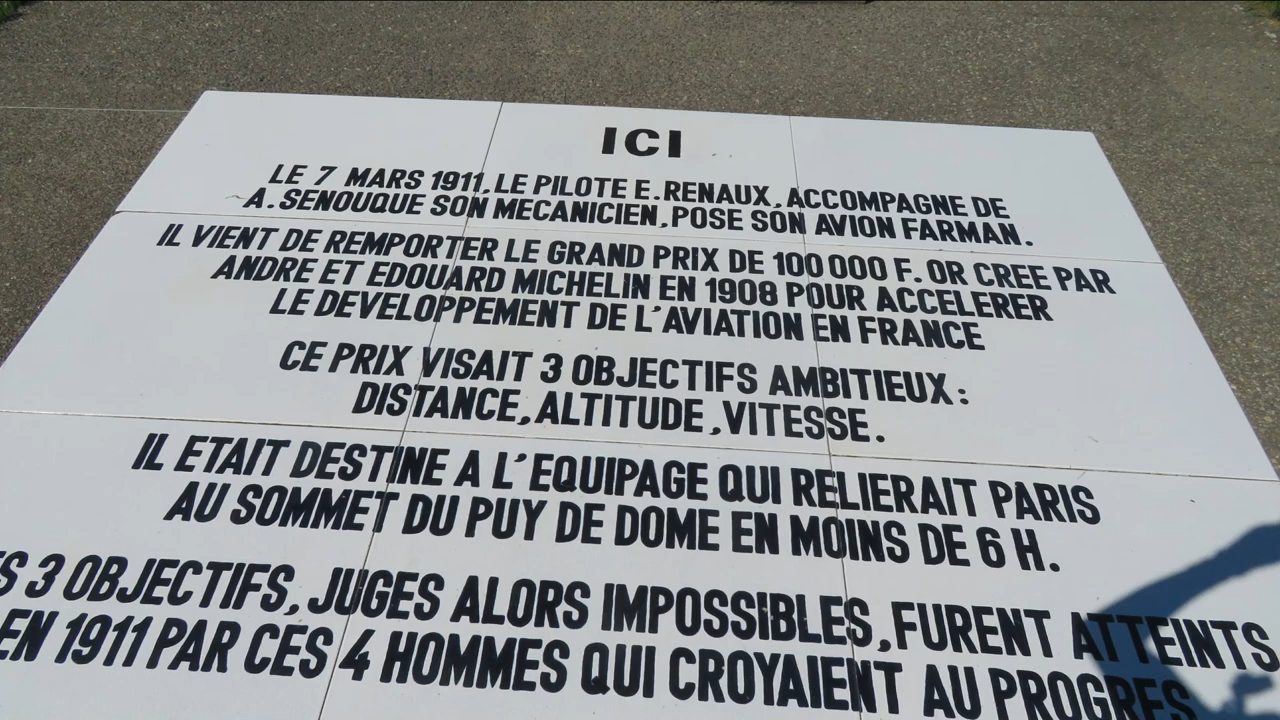 ICI
LE 7 MARS 1911, LE PILOTE E. RENAUX, ACCOMPAGNE DE
A. SENOUQUE SON MECANICIEN, POSE SON AVION FARMAN.
IL VIENT DE REMPORTER LE GRAND PRIX DE 100 000 F. OR CREE PAR
ANDRE ET EDOUARD MICHELIN EN 1908 POUR ACCELERER
LE DEVELOPPEMENT DE L'AVIATION EN FRANCE
CE PRIX VISAIT 3 OBJECTIFS AMBITIEUX :
DISTANCE, ALTITUDE, VITESSE.
IL ETAIT DESTINE A L'EQUIPAGE QUI RELIERAIT PARIS
AU SOMMET DU PUY DE DOME EN MOINS DE 6 H.
3 OBJECTIFS, JUGES ALORS IMPOSSIBLES, FURENT ATTEINTS
EN 1911 PAR CES 4 HOMMES QUI CROYAIENT AU PROGRES